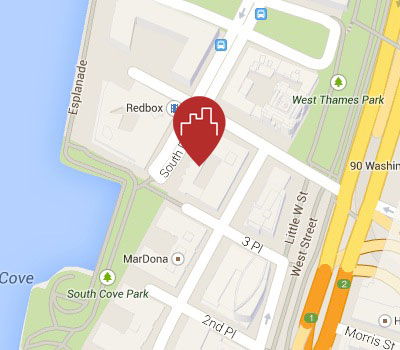 Esplanade
Redbox
West Thames Park
South
90 Washin
3 Pl
Little W St
West Street
MarDona
Cove
South Cove Park
2nd Pl
2
1
H
Morris St